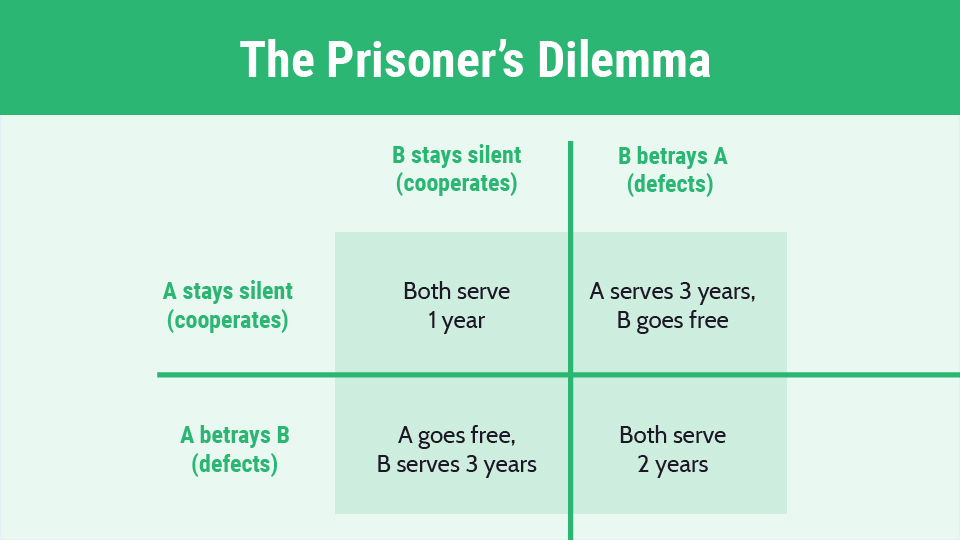 The Prisoner’s Dilemma
B stays silent
(cooperates)
B betrays A
(defects)
A stays silent
(cooperates)
Both serve
1 year
A serves 3 years,
B goes free
A betrays B
(defects)
A goes free,
B serves 3 years
Both serve
2 years